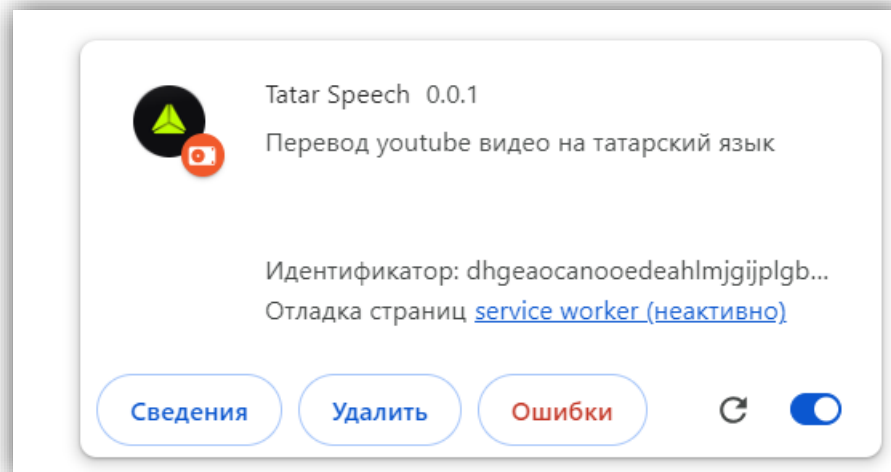 Tatar Speech 0.0.1
Перевод youtube видео на татарский язык
Идентификатор: dhgeaocanooedeahlmjgijplgb...
Отладка страниц service worker (неактивно)
Сведения Удалить Ошибки